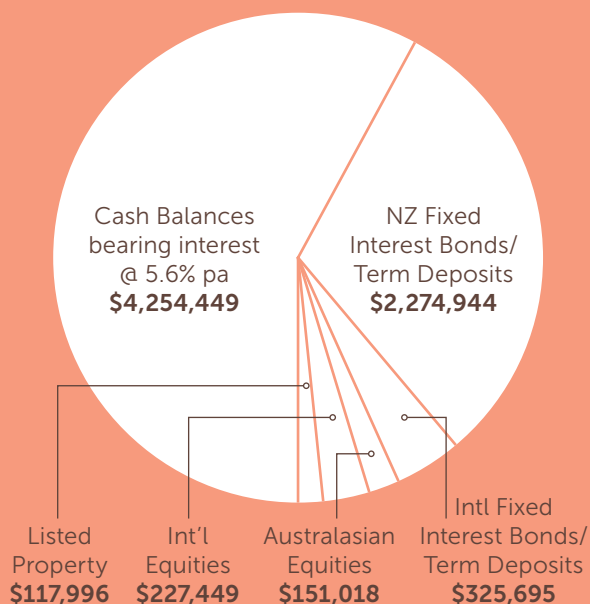 Cash Balances
bearing interest
@ 5.6% pa
$4,254,449
NZ Fixed
Interest Bonds/
Term Deposits
$2,274,944
Listed
Property
$117,996
Int'l
Equities
$227,449
Australasian
Equities
$151,018
Intl Fixed
Interest Bonds/
Term Deposits
$325,695